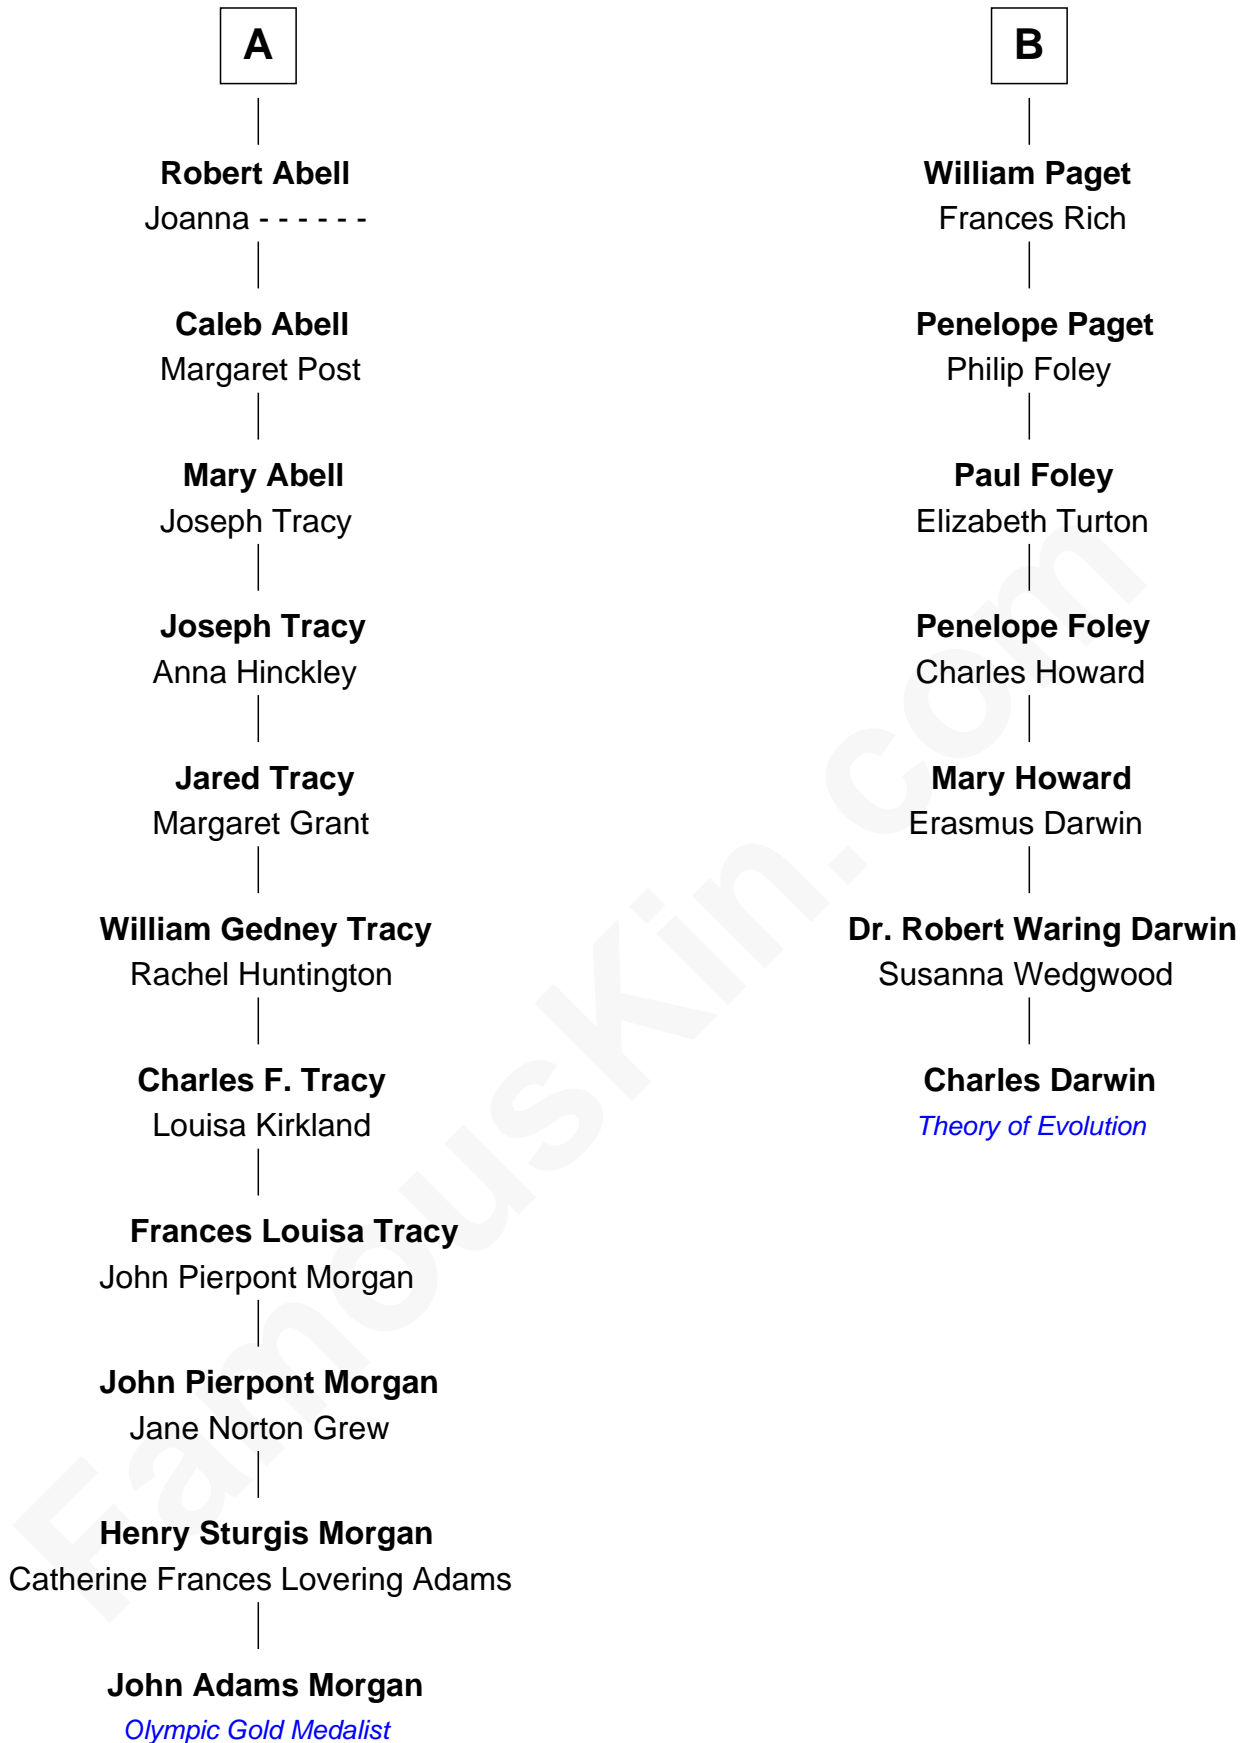 A
Robert Abell
Joanna - - - - - -
Caleb Abell
Margaret Post
Mary Abell
Joseph Tracy
Joseph Tracy
Anna Hinckley
Jared Tracy
Margaret Grant
William Gedney Tracy
Rachel Huntington
Charles F. Tracy
Louisa Kirkland
Frances Louisa Tracy
John Pierpont Morgan
John Pierpont Morgan
Jane Norton Grew
Henry Sturgis Morgan
Catherine Frances Lovering Adams
John Adams Morgan
Olympic Gold Medalist
B
William Paget
Frances Rich
Penelope Paget
Philip Foley
Paul Foley
Elizabeth Turton
Penelope Foley
Charles Howard
Mary Howard
Erasmus Darwin
Dr. Robert Waring Darwin
Susanna Wedgwood
Charles Darwin
Theory of Evolution
FamousKin.com